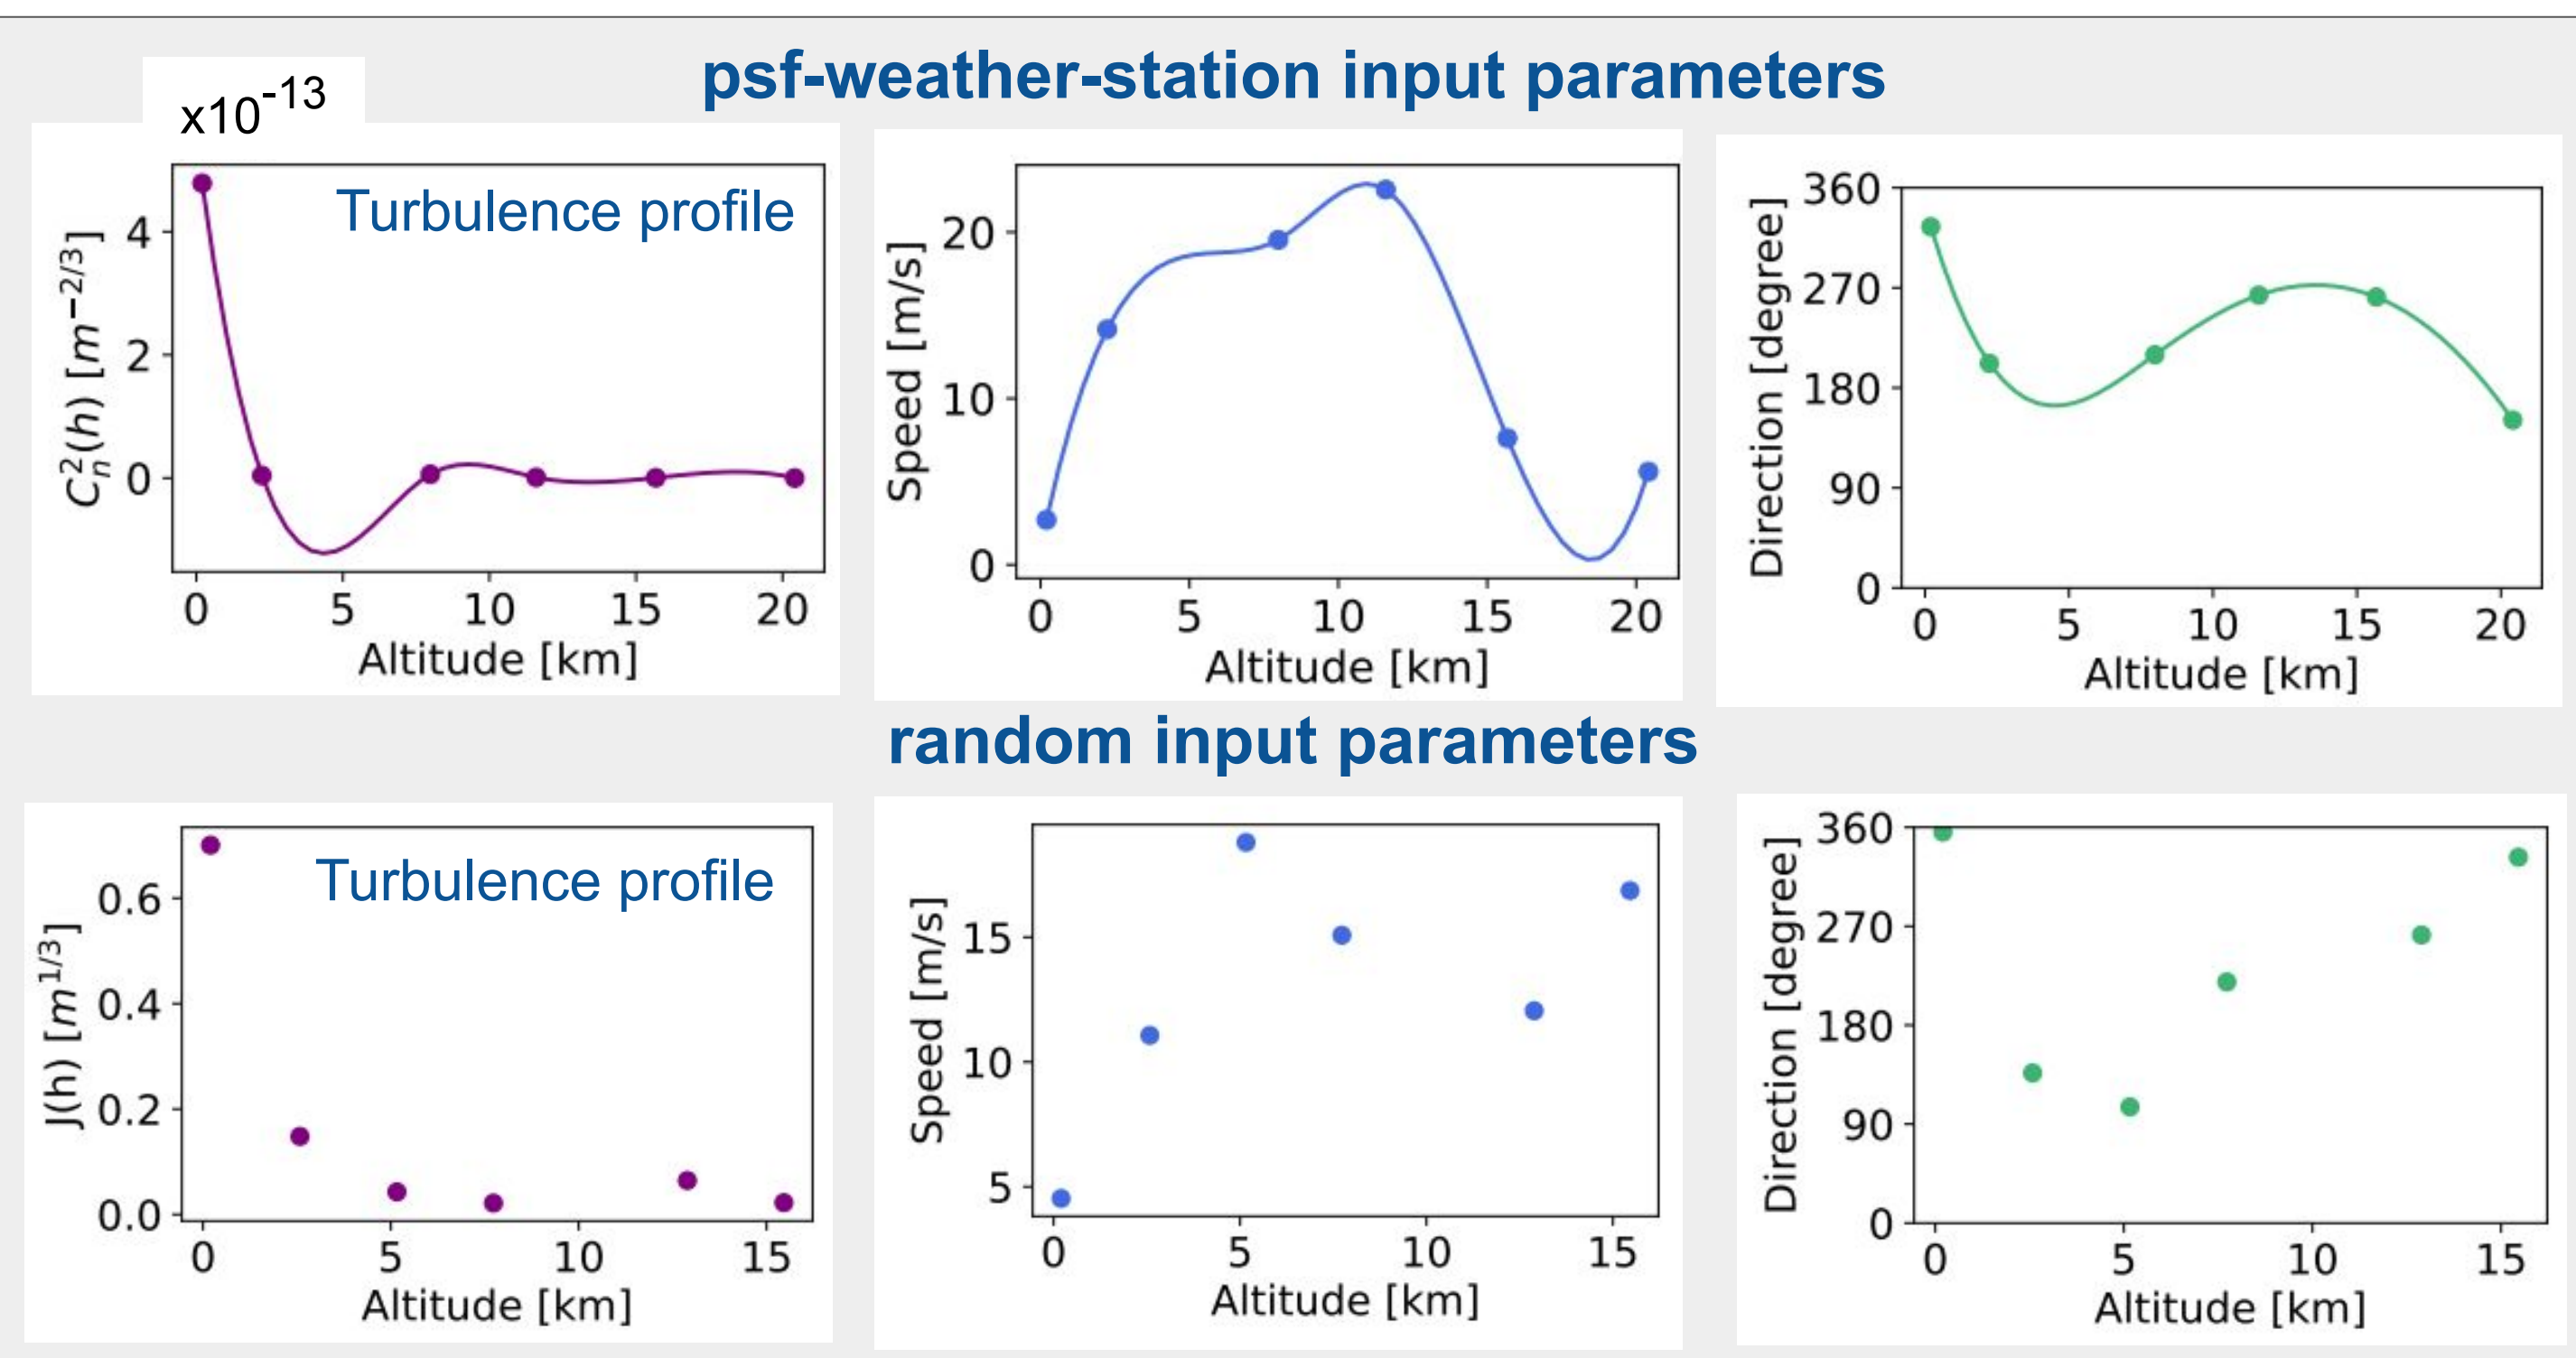 psf-weather-station input parameters
x10^-13
Turbulence profile
C_n^2(h) [m^−2/3]
4
2
0
0 5 10 15 20
Altitude [km]
Speed [m/s]
20
10
0
0 5 10 15 20
Altitude [km]
Direction [degree]
360
270
180
90
0
0 5 10 15 20
Altitude [km]
random input parameters
Turbulence profile
J(h) [m^1/3]
0.6
0.4
0.2
0.0
0 5 10 15
Altitude [km]
Speed [m/s]
15
10
5
0 5 10 15
Altitude [km]
Direction [degree]
360
270
180
90
0
0 5 10 15
Altitude [km]